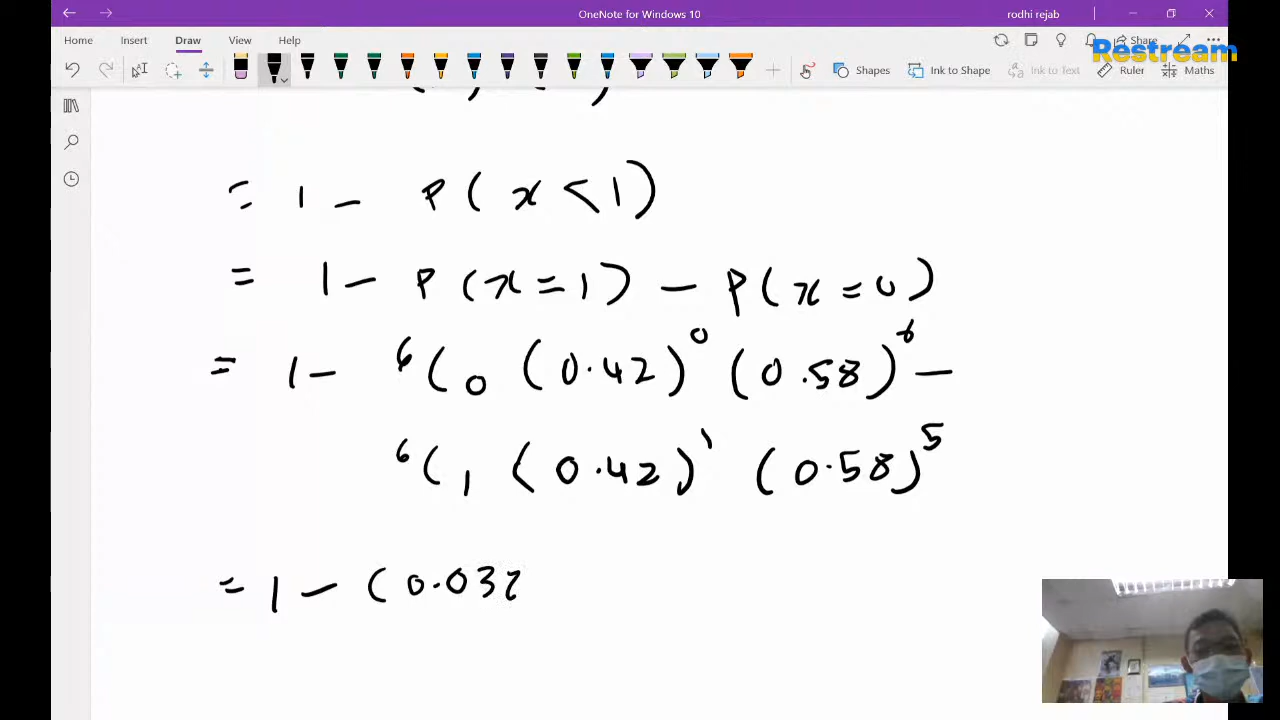 OneNote for Windows 10
rodhi rejab
Home Insert Draw View Help
Share
Restream
Shapes Ink to Shape Ink to Text Ruler Maths
= 1 - P(x<1)
= 1 - P(x=1) - P(x=0)
= 1 - ⁶C₀ (0.42)⁰ (0.58)⁶ -
⁶C₁ (0.42)¹ (0.58)⁵
= 1 - (0.03